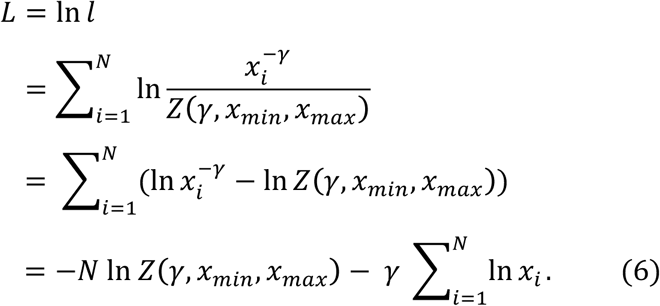 L = ln l
= ∑_{i=1}^{N} ln \frac{x_i^{-γ}}{Z(γ, x_{min}, x_{max})}
= ∑_{i=1}^{N} (ln x_i^{-γ} − ln Z(γ, x_{min}, x_{max}))
= −N ln Z(γ, x_{min}, x_{max}) − γ ∑_{i=1}^{N} ln x_i. (6)